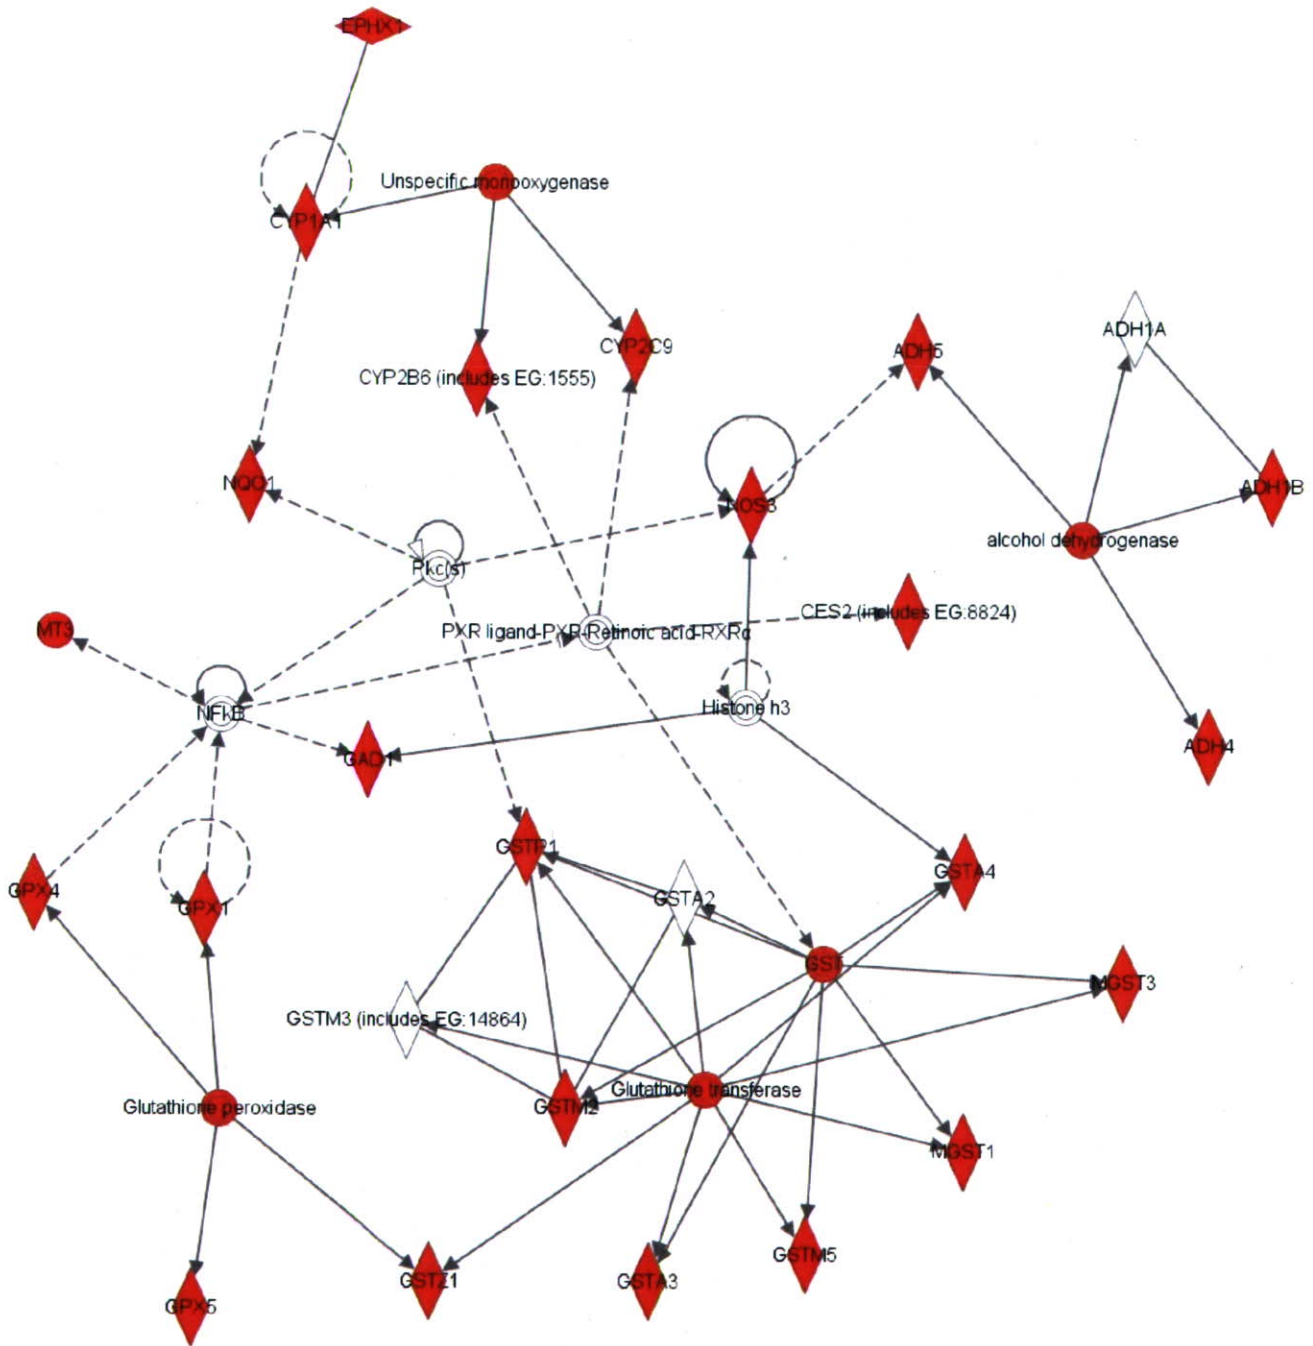 EPHX1
Unspecific monooxygenase
CYP1A1
ADH1A
CYP2C9
ADH5
CYP2B6 (includes EG:1555)
NQO1
NOS3
ADH1B
alcohol dehydrogenase
Pkc(s)
CES2 (includes EG:8824)
MT3
PXR ligand-PXR-Retinoic acid-RXRα
NFkB
Histone h3
GAD1
ADH4
GSTP1
GSTA4
GPX4
GSTA2
GPX1
GST
MGST3
GSTM3 (includes EG:14864)
Glutathione transferase
Glutathione peroxidase
GSTM2
MGST1
GSTM5
GSTZ1
GSTA3
GPX5